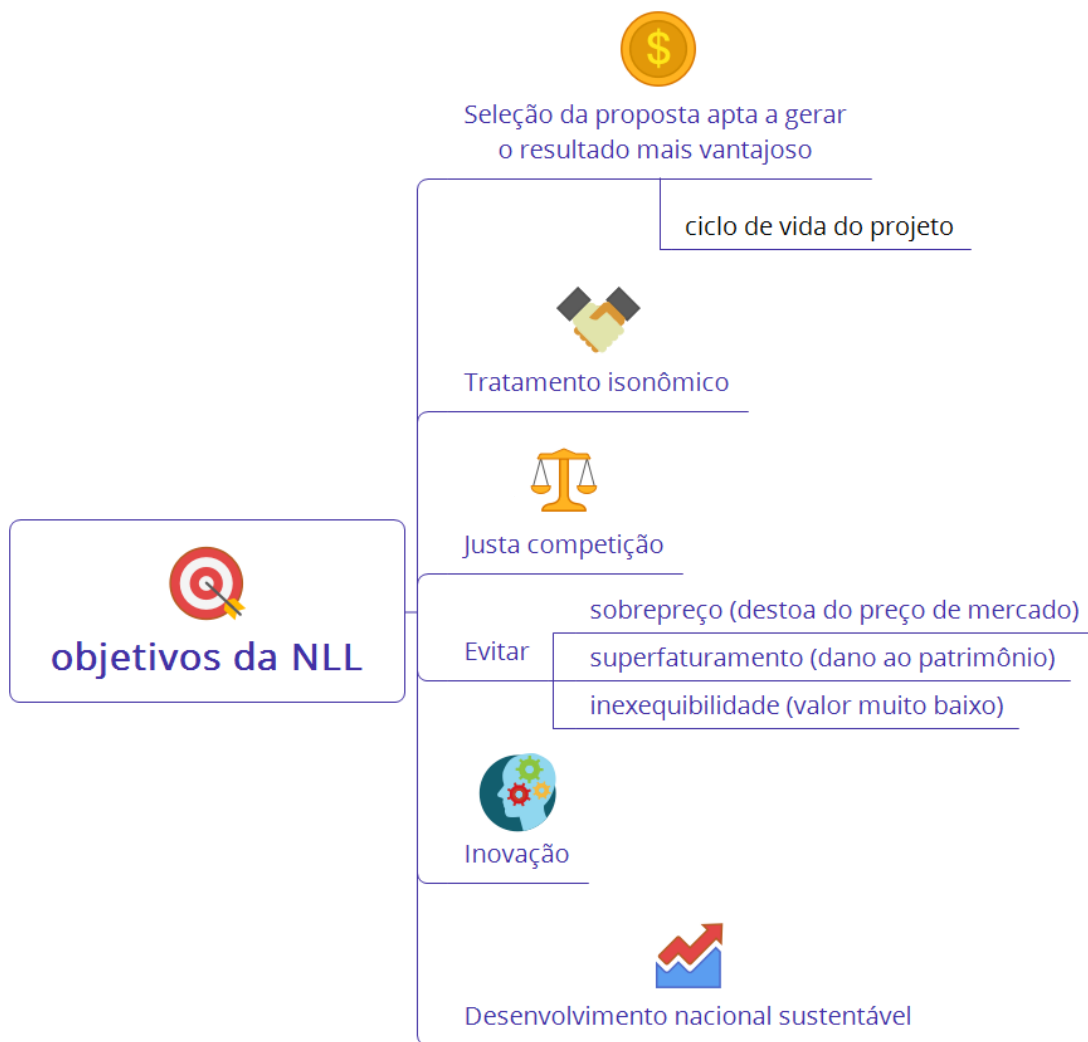 $
Seleção da proposta apta a gerar
o resultado mais vantajoso
ciclo de vida do projeto
Tratamento isonômico
Justa competição
objetivos da NLL
Evitar
sobrepreço (destoa do preço de mercado)
superfaturamento (dano ao patrimônio)
inexequibilidade (valor muito baixo)
Inovação
Desenvolvimento nacional sustentável